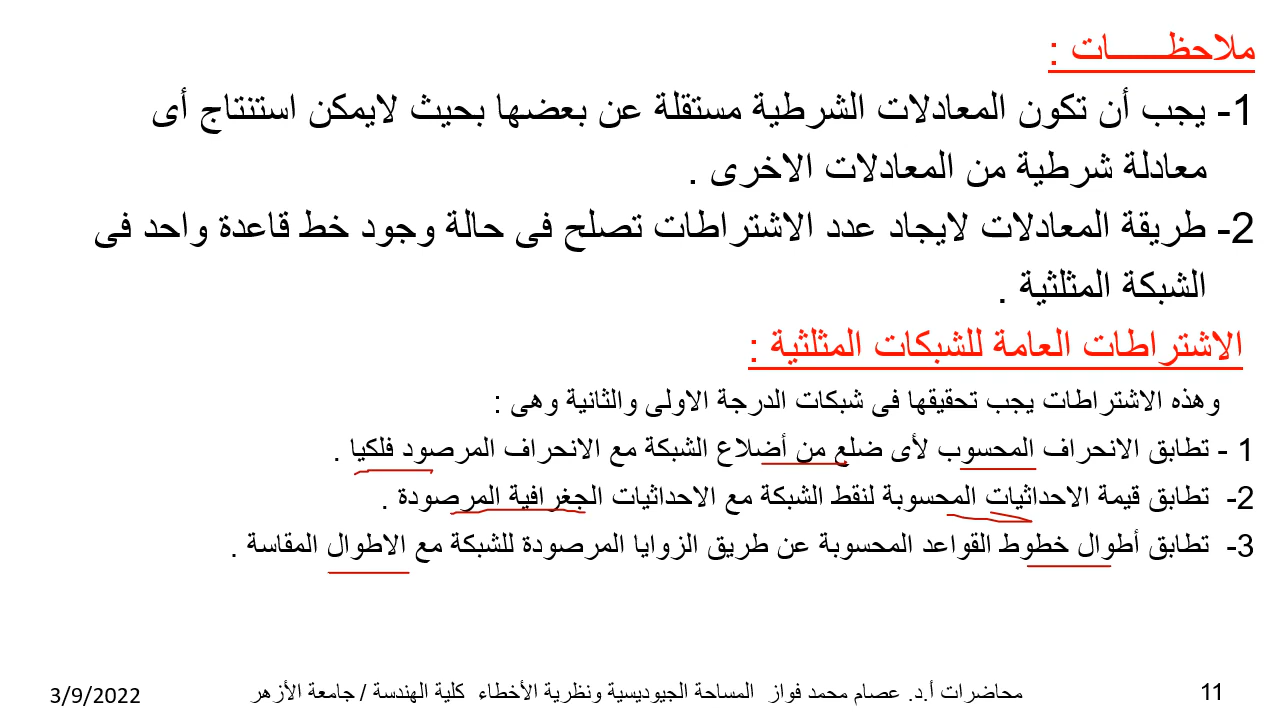 ملاحظـــــات :
1- يجب أن تكون المعادلات الشرطية مستقلة عن بعضها بحيث لايمكن استنتاج أى
معادلة شرطية من المعادلات الاخرى .
2- طريقة المعادلات لايجاد عدد الاشتراطات تصلح فى حالة وجود خط قاعدة واحد فى
الشبكة المثلثية .
الاشتراطات العامة للشبكات المثلثية :
وهذه الاشتراطات يجب تحقيقها فى شبكات الدرجة الاولى والثانية وهى :
1 - تطابق الانحراف المحسوب لأى ضلع من أضلاع الشبكة مع الانحراف المرصود فلكيا .
2- تطابق قيمة الاحداثيات المحسوبة لنقط الشبكة مع الاحداثيات الجغرافية المرصودة .
3- تطابق أطوال خطوط القواعد المحسوبة عن طريق الزوايا المرصودة للشبكة مع الاطوال المقاسة .
11 محاضرات أ.د. عصام محمد فواز المساحة الجيوديسية ونظرية الأخطاء كلية الهندسة / جامعة الأزهر 3/9/2022